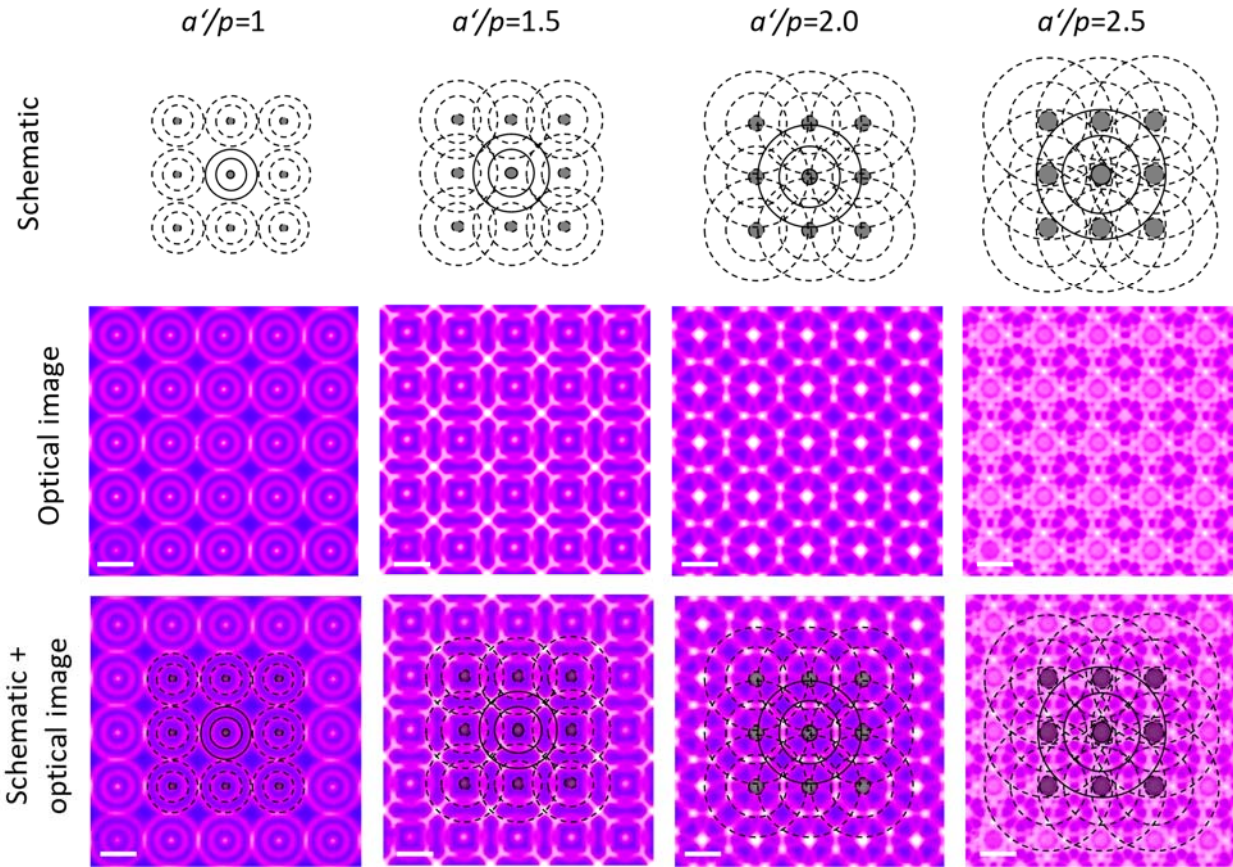 a‘/p=1
a‘/p=1.5
a‘/p=2.0
a‘/p=2.5
Schematic
Optical image
Schematic +
optical image